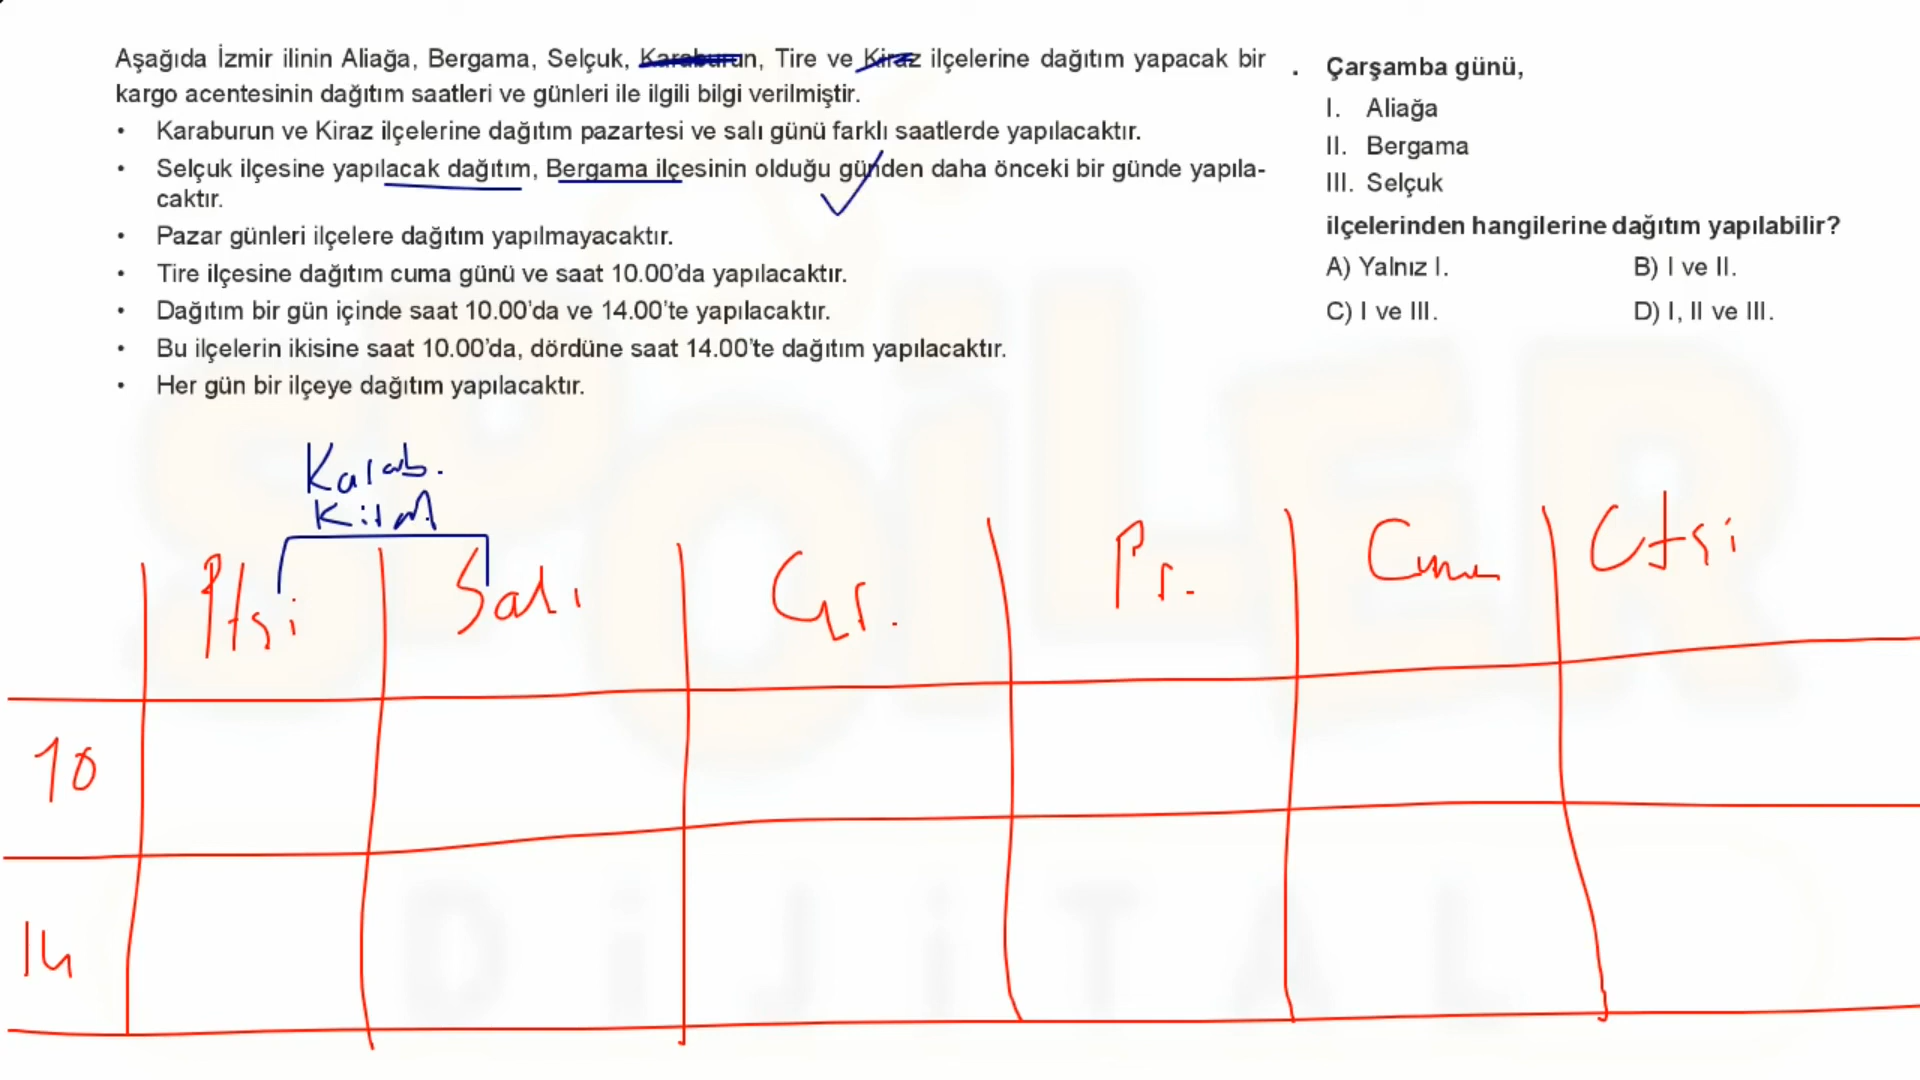 Aşağıda İzmir ilinin Aliağa, Bergama, Selçuk, Karaburun, Tire ve Kiraz ilçelerine dağıtım yapacak bir
kargo acentesinin dağıtım saatleri ve günleri ile ilgili bilgi verilmiştir.
• Karaburun ve Kiraz ilçelerine dağıtım pazartesi ve salı günü farklı saatlerde yapılacaktır.
• Selçuk ilçesine yapılacak dağıtım, Bergama ilçesinin olduğu günden daha önceki bir günde yapıla-
caktır.
• Pazar günleri ilçelere dağıtım yapılmayacaktır.
• Tire ilçesine dağıtım cuma günü ve saat 10.00'da yapılacaktır.
• Dağıtım bir gün içinde saat 10.00'da ve 14.00'te yapılacaktır.
• Bu ilçelerin ikisine saat 10.00'da, dördüne saat 14.00'te dağıtım yapılacaktır.
• Her gün bir ilçeye dağıtım yapılacaktır.
. Çarşamba günü,
I. Aliağa
II. Bergama
III. Selçuk
ilçelerinden hangilerine dağıtım yapılabilir?
A) Yalnız I. B) I ve II.
C) I ve III. D) I, II ve III.
Karab.
Ptsi Salı Çr. Pr. Cuma Ctsi
10
14
SPOİLER
DİJİTAL